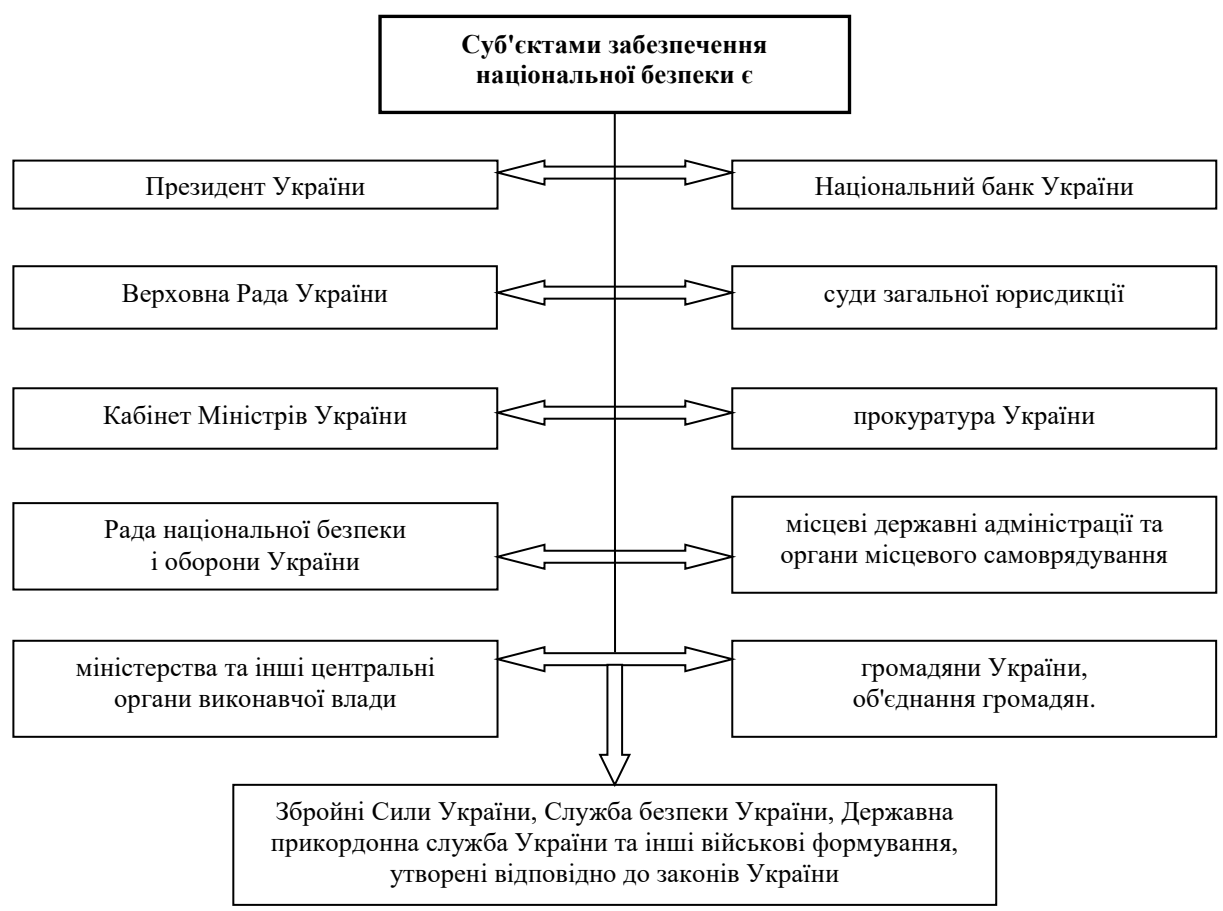 Суб'єктами забезпечення
національної безпеки є
Президент України
Національний банк України
Верховна Рада України
суди загальної юрисдикції
Кабінет Міністрів України
прокуратура України
Рада національної безпеки
і оборони України
місцеві державні адміністрації та
органи місцевого самоврядування
міністерства та інші центральні
органи виконавчої влади
громадяни України,
об'єднання громадян.
Збройні Сили України, Служба безпеки України, Державна
прикордонна служба України та інші військові формування,
утворені відповідно до законів України